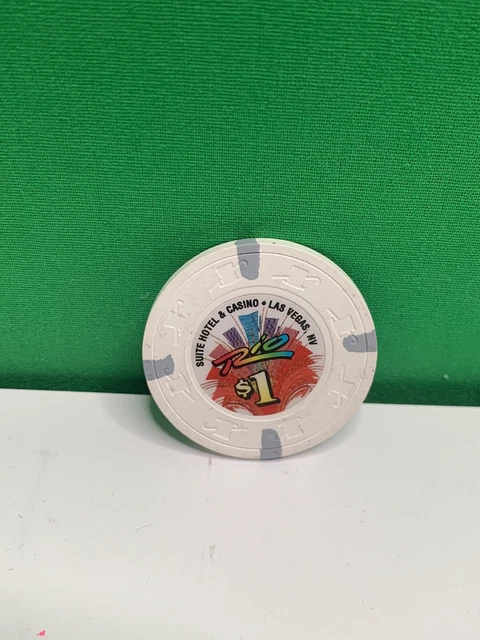 SUITE HOTEL & CASINO • LAS VEGAS, NV
RIO
$1